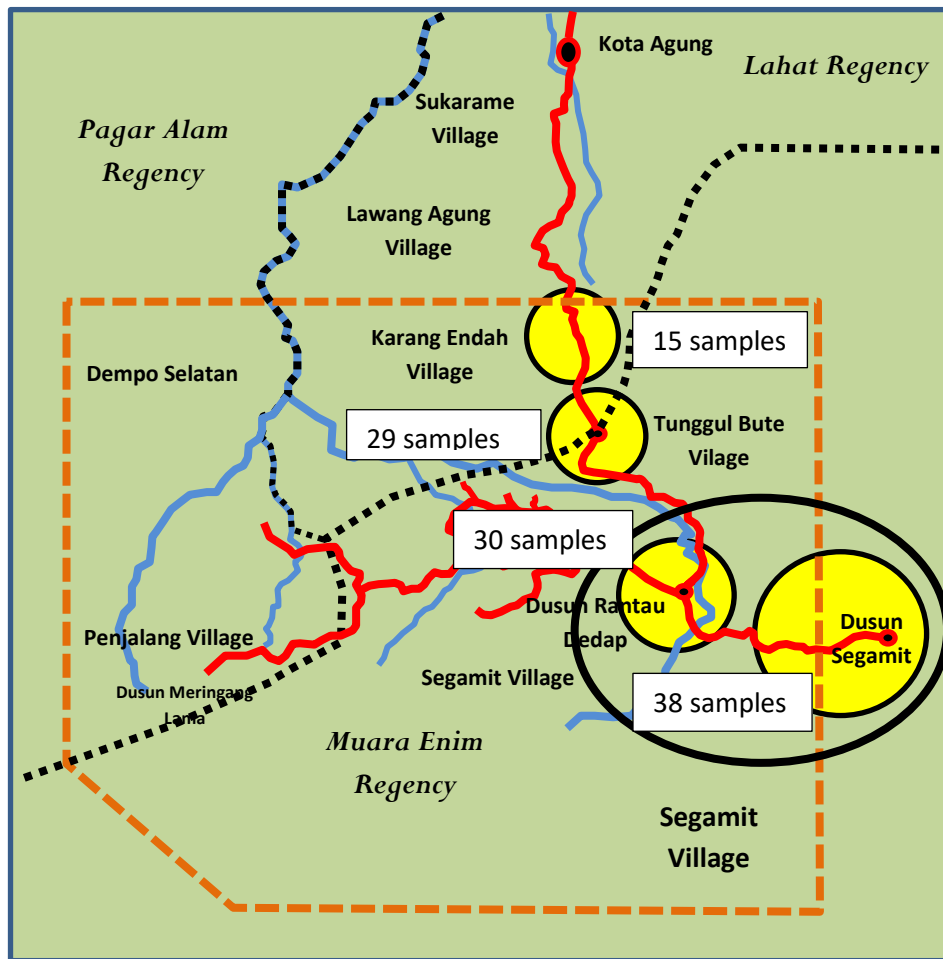 Kota Agung
Lahat Regency
Sukarame
Village
Pagar Alam
Regency
Lawang Agung
Village
Karang Endah
Village
15 samples
Dempo Selatan
29 samples
Tunggul Bute
Vilage
30 samples
Dusun Rantau
Dedap
Dusun
Segamit
Penjalang Village
Segamit Village
Dusun Meringang
Lama
38 samples
Muara Enim
Regency
Segamit
Village